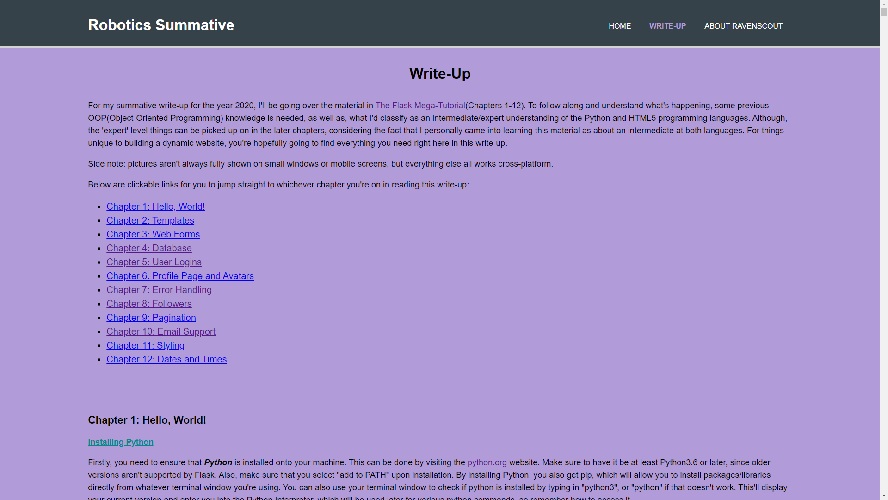 Robotics Summative
HOME
WRITE-UP
ABOUT RAVENSCOUT
Write-Up
For my summative write-up for the year 2020, I'll be going over the material in The Flask Mega-Tutorial(Chapters 1-12). To follow along and understand what's happening, some previous
OOP(Object Oriented Programming) knowledge is needed, as well as, what I'd classify as an intermediate/expert understanding of the Python and HTML5 programming languages. Although,
the 'expert' level things can be picked up on in the later chapters, considering the fact that I personally came into learning this material as about an intermediate at both languages. For things
unique to building a dynamic website, you're hopefully going to find everything you need right here in this write up.
Side note: pictures aren't always fully shown on small windows or mobile screens, but everything else all works cross-platform.
Below are clickable links for you to jump straight to whichever chapter you're on in reading this write-up:
Chapter 1: Hello, World!
Chapter 2: Templates
Chapter 3: Web Forms
Chapter 4: Database
Chapter 5: User Logins
Chapter 6: Profile Page and Avatars
Chapter 7: Error Handling
Chapter 8: Followers
Chapter 9: Pagination
Chapter 10: Email Support
Chapter 11: Styling
Chapter 12: Dates and Times
Chapter 1: Hello, World!
Installing Python
Firstly, you need to ensure that Python is installed onto your machine. This can be done by visiting the python.org website. Make sure to have it be at least Python3.6 or later, since older
versions aren't supported by Flask. Also, make sure that you select "add to PATH" upon installation. By installing Python, you also get pip, which will allow you to install packages/libraries
directly from whatever terminal window you're using. You can also use your terminal window to check if python is installed by typing in "python3", or "python" if that doesn't work. This'll display